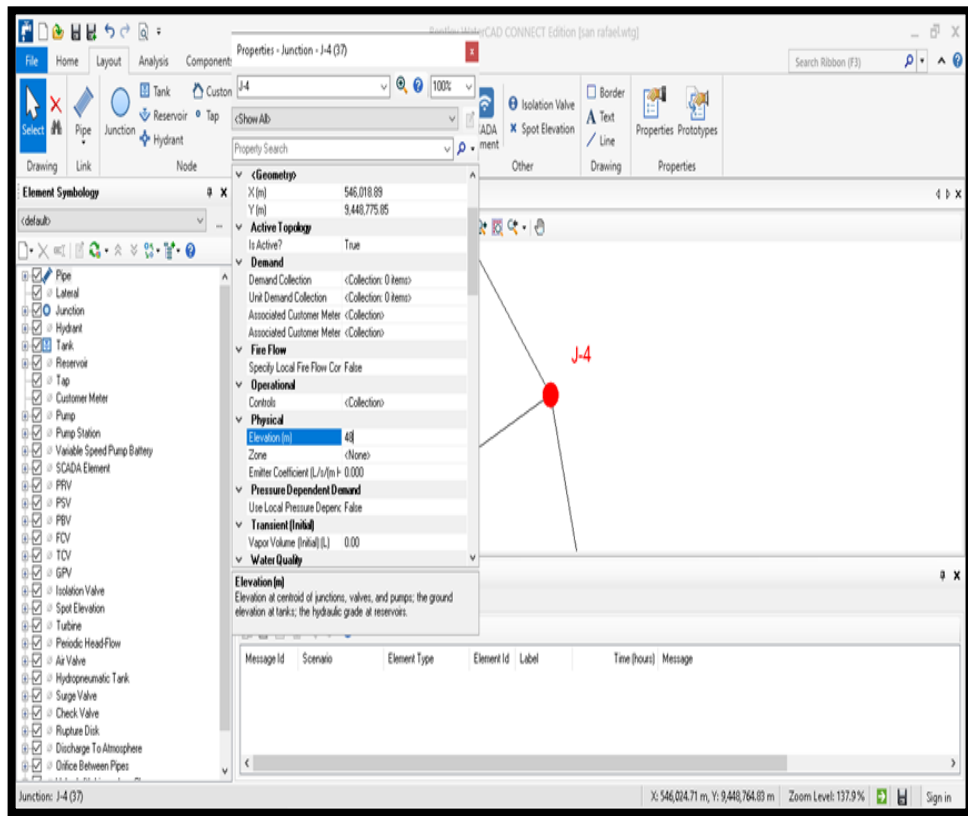 WaterCAD CONNECT Edition [san rafael.wtg]
File Home Layout Analysis Component
Search Ribbon (F3)
Properties - Junction - J-4 (37)
J-4
100%
<Show All>
Property Search
Select
Pipe
Junction
Tank
Reservoir
Hydrant
Custon
Tap
Isolation Valve
Spot Elevation
Border
Text
Line
Properties Prototypes
Drawing Link Node Other Drawing Properties
Element Symbology
<default>
Pipe
Lateral
Junction
Hydrant
Tank
Reservoir
Tap
Customer Meter
Pump
Pump Station
Variable Speed Pump Battery
SCADA Element
PRV
PSV
PBV
FCV
TCV
GPV
Isolation Valve
Spot Elevation
Turbine
Periodic Head-Flow
Air Valve
Hydropneumatic Tank
Surge Valve
Check Valve
Rupture Disk
Discharge To Atmosphere
Orifice Between Pipes
<Geometry>
X (m) 546,018.89
Y (m) 9,448,775.85
Active Topology
Is Active? True
Demand
Demand Collection <Collection: 0 items>
Unit Demand Collection <Collection: 0 items>
Associated Customer Meter <Collection>
Associated Customer Meter <Collection>
Fire Flow
Specify Local Fire Flow Cor False
Operational
Controls <Collection>
Physical
Elevation (m) 48
Zone <None>
Emitter Coefficient (L/s/(m H 0.000
Pressure Dependent Demand
Use Local Pressure Depenc False
Transient (Initial)
Vapor Volume (Initial) (L) 0.00
Water Quality
Elevation (m)
Elevation at centroid of junctions, valves, and pumps; the ground
elevation at tanks; the hydraulic grade at reservoirs.
J-4
Message Id Scenario Element Type Element Id Label Time (hours) Message
Junction: J-4 (37)
X: 546,024.71 m, Y: 9,448,764.83 m Zoom Level: 137.9 % Sign in